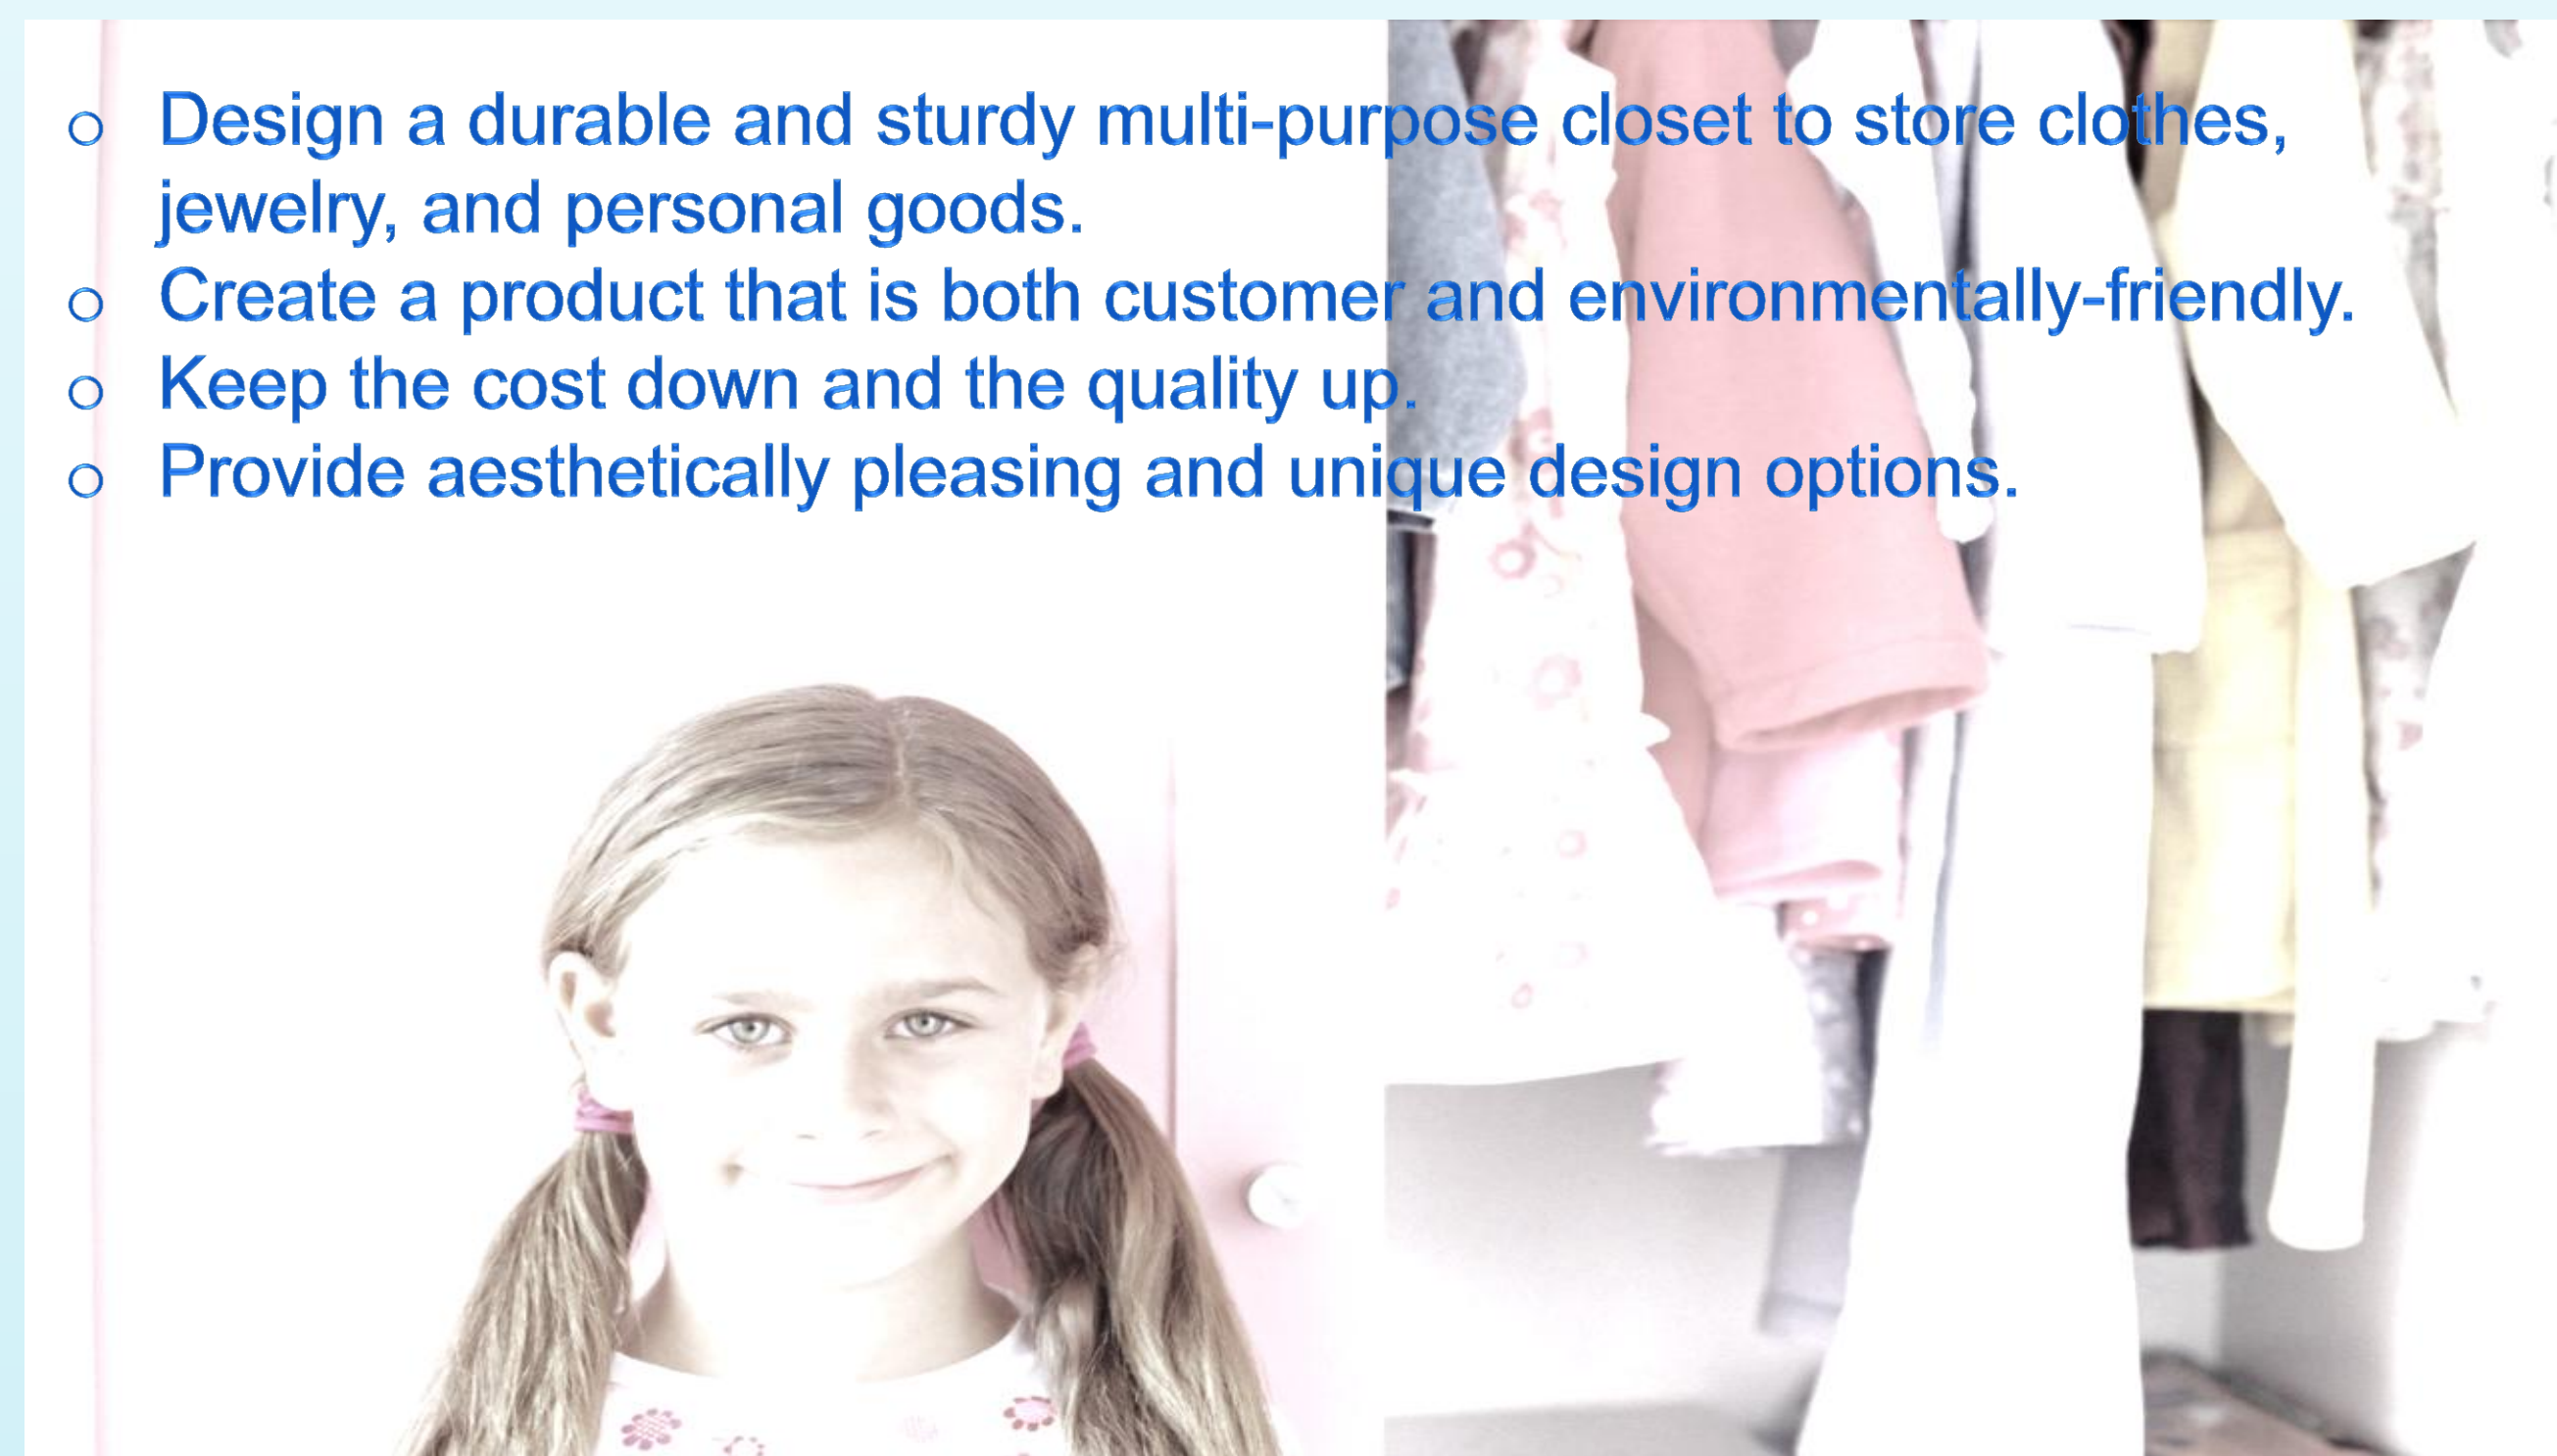 ○ Design a durable and sturdy multi-purpose closet to store clothes,
jewelry, and personal goods.
○ Create a product that is both customer and environmentally-friendly.
○ Keep the cost down and the quality up.
○ Provide aesthetically pleasing and unique design options.